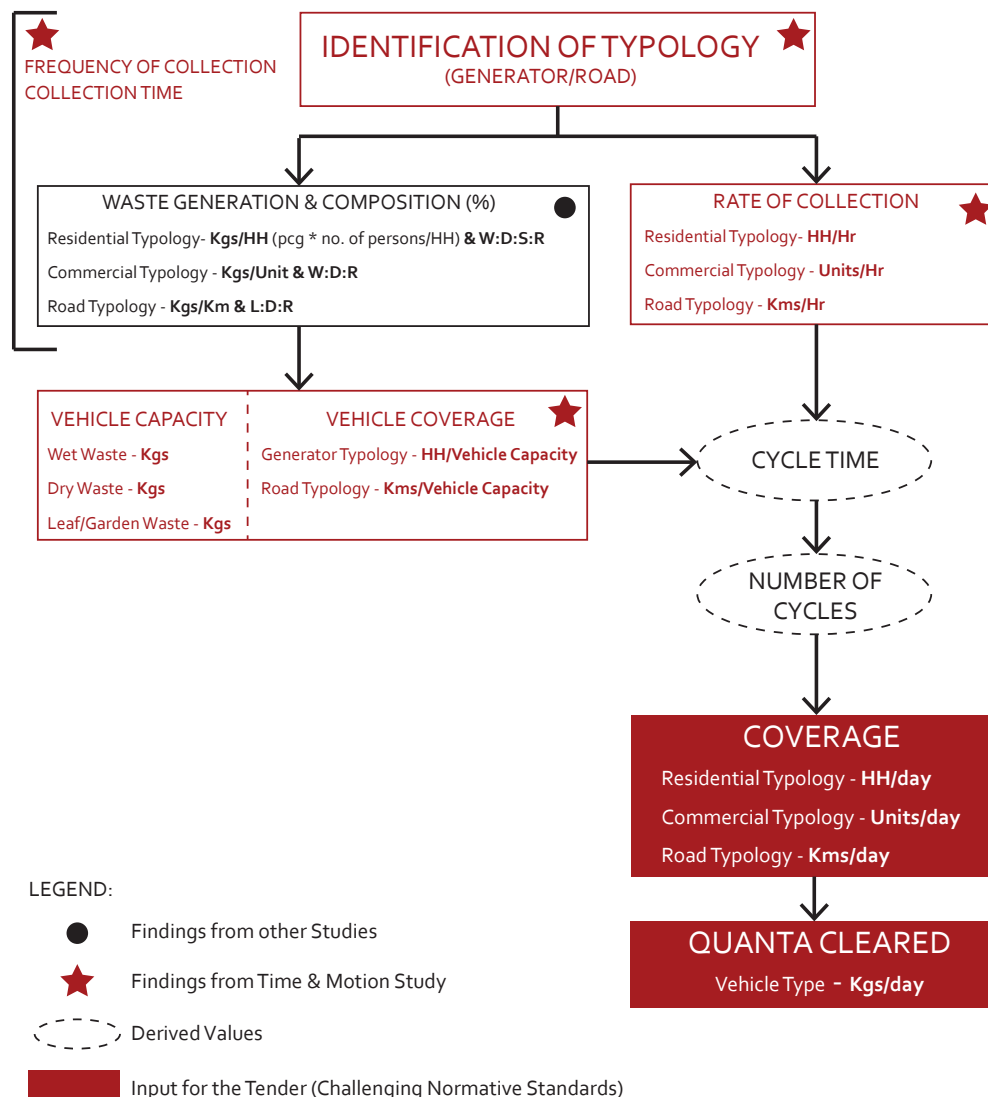 FREQUENCY OF COLLECTION
COLLECTION TIME
IDENTIFICATION OF TYPOLOGY
(GENERATOR/ROAD)
WASTE GENERATION & COMPOSITION (%)
Residential Typology- Kgs/HH (pcg * no. of persons/HH) & W:D:S:R
Commercial Typology - Kgs/Unit & W:D:R
Road Typology - Kgs/Km & L:D:R
RATE OF COLLECTION
Residential Typology- HH/Hr
Commercial Typology - Units/Hr
Road Typology - Kms/Hr
VEHICLE CAPACITY
Wet Waste - Kgs
Dry Waste - Kgs
Leaf/Garden Waste - Kgs
VEHICLE COVERAGE
Generator Typology - HH/Vehicle Capacity
Road Typology - Kms/Vehicle Capacity
CYCLE TIME
NUMBER OF
CYCLES
COVERAGE
Residential Typology - HH/day
Commercial Typology - Units/day
Road Typology - Kms/day
QUANTA CLEARED
Vehicle Type - Kgs/day
LEGEND:
Findings from other Studies
Findings from Time & Motion Study
Derived Values
Input for the Tender (Challenging Normative Standards)